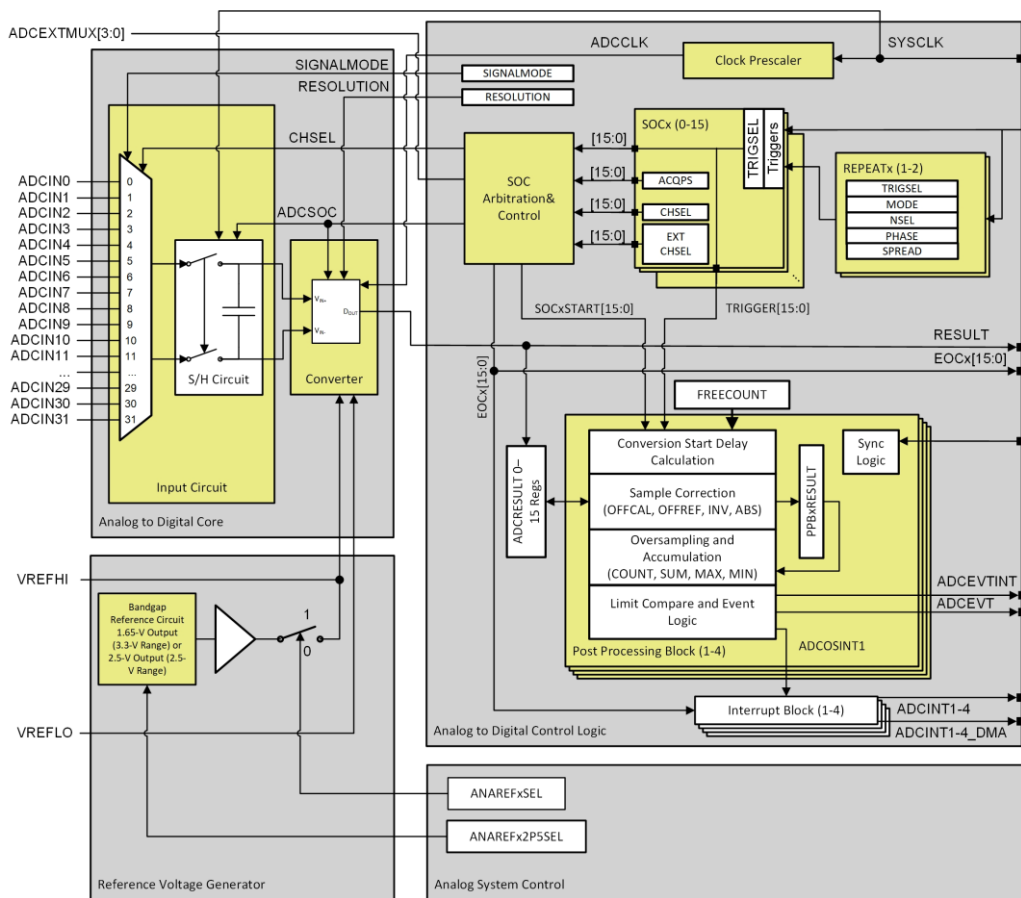 ADCEXTMUX[3:0]
SIGNALMODE
RESOLUTION
CHSEL
ADCIN0
ADCIN1
ADCIN2
ADCIN3
ADCIN4
ADCIN5
ADCIN6
ADCIN7
ADCIN8
ADCIN9
ADCIN10
ADCIN11
...
ADCIN29
ADCIN30
ADCIN31
0
1
2
3
4
5
6
7
8
9
10
11
...
29
30
31
ADCSOC
S/H Circuit
VIN+
VIN-
DOUT
Converter
Input Circuit
Analog to Digital Core
ADCCLK
Clock Prescaler
SYSCLK
SIGNALMODE
RESOLUTION
SOC
Arbitration&
Control
[15:0]
[15:0]
[15:0]
[15:0]
SOCx (0-15)
TRIGSEL
Triggers
ACQPS
CHSEL
EXT
CHSEL
...
REPEATx (1-2)
TRIGSEL
MODE
NSEL
PHASE
SPREAD
SOCxSTART[15:0]
TRIGGER[15:0]
RESULT
EOCx[15:0]
EOCx[15:0]
FREECOUNT
ADCRESULT 0–
15 Regs
Conversion Start Delay
Calculation
Sample Correction
(OFFCAL, OFFREF, INV, ABS)
Oversampling and
Accumulation
(COUNT, SUM, MAX, MIN)
Limit Compare and Event
Logic
PPBxRESULT
Sync
Logic
ADCEVTINT
ADCEVT
Post Processing Block (1-4)
ADCOSINT1
Interrupt Block (1-4)
ADCINT1-4
ADCINT1-4_DMA
Analog to Digital Control Logic
VREFHI
Bandgap
Reference Circuit
1.65-V Output
(3.3-V Range) or
2.5-V Output (2.5-
V Range)
1
0
VREFLO
Reference Voltage Generator
ANAREFxSEL
ANAREFx2P5SEL
Analog System Control